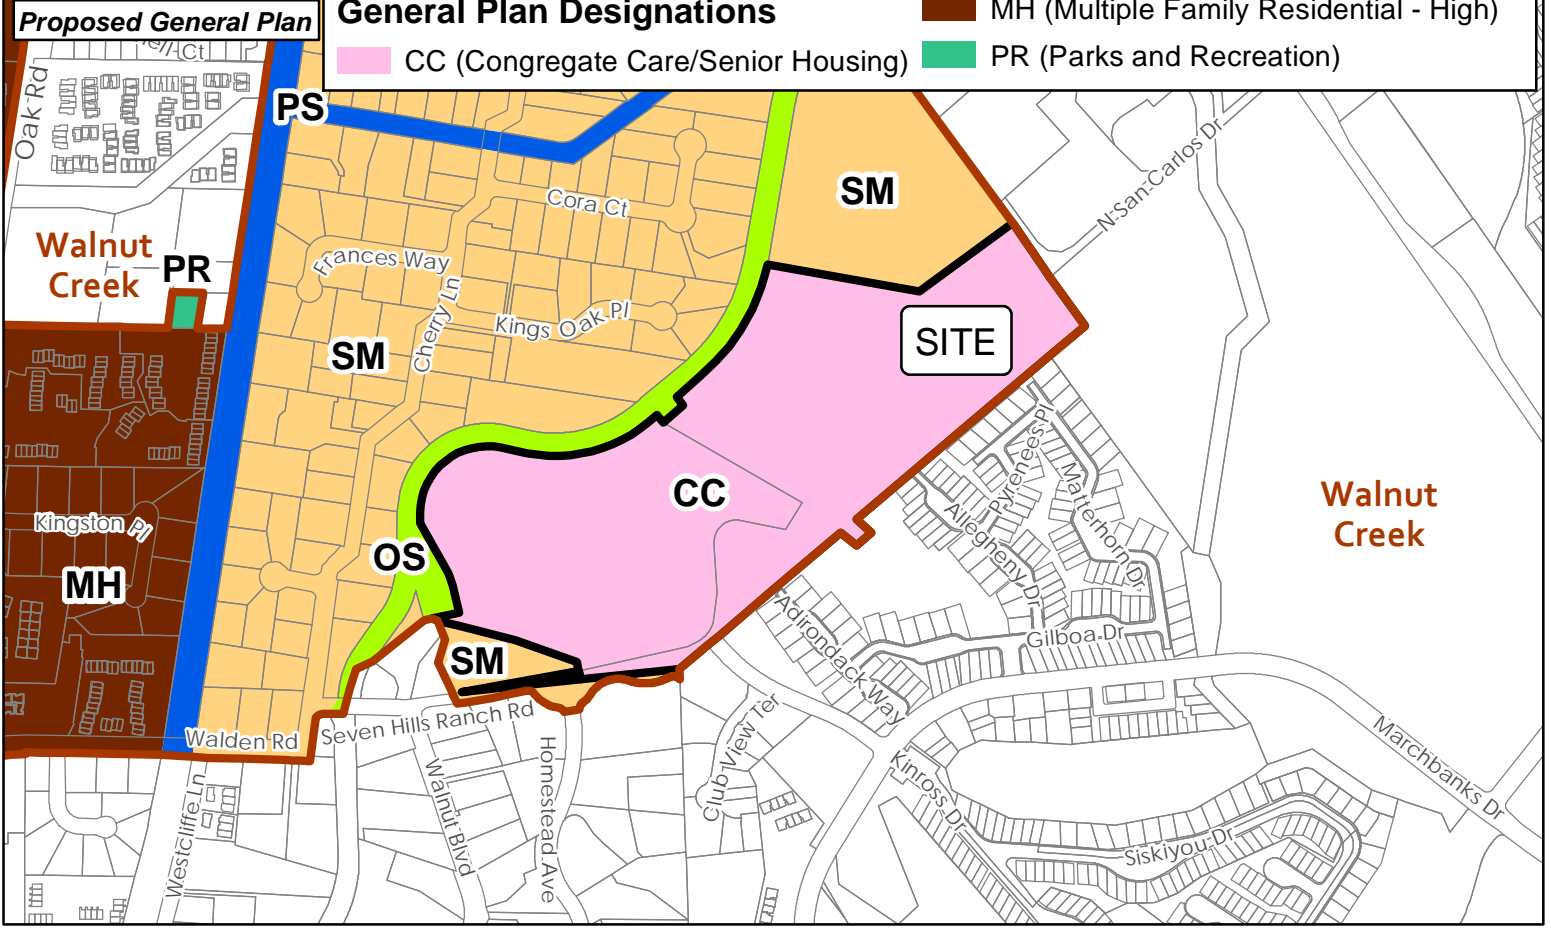 Proposed General Plan
General Plan Designations
MH (Multiple Family Residential - High)
CC (Congregate Care/Senior Housing)
PR (Parks and Recreation)
Oak Rd
PS
N San Carlos Dr
SM
Cora Ct
Walnut
Creek
PR
Frances Way
Cherry Ln
Kings Oak Pl
SM
SITE
Pyrenees Pl
Matterhorn Dr
CC
Walnut
Creek
Allegheny Dr
Kingston Pl
OS
MH
Adirondack Way
Gilboa Dr
SM
Seven Hills Ranch Rd
Walden Rd
Club View Ter
Marchbanks Dr
Kinross Dr
Westcliffe Ln
Walnut Blvd
Homestead Ave
Siskiyou Dr